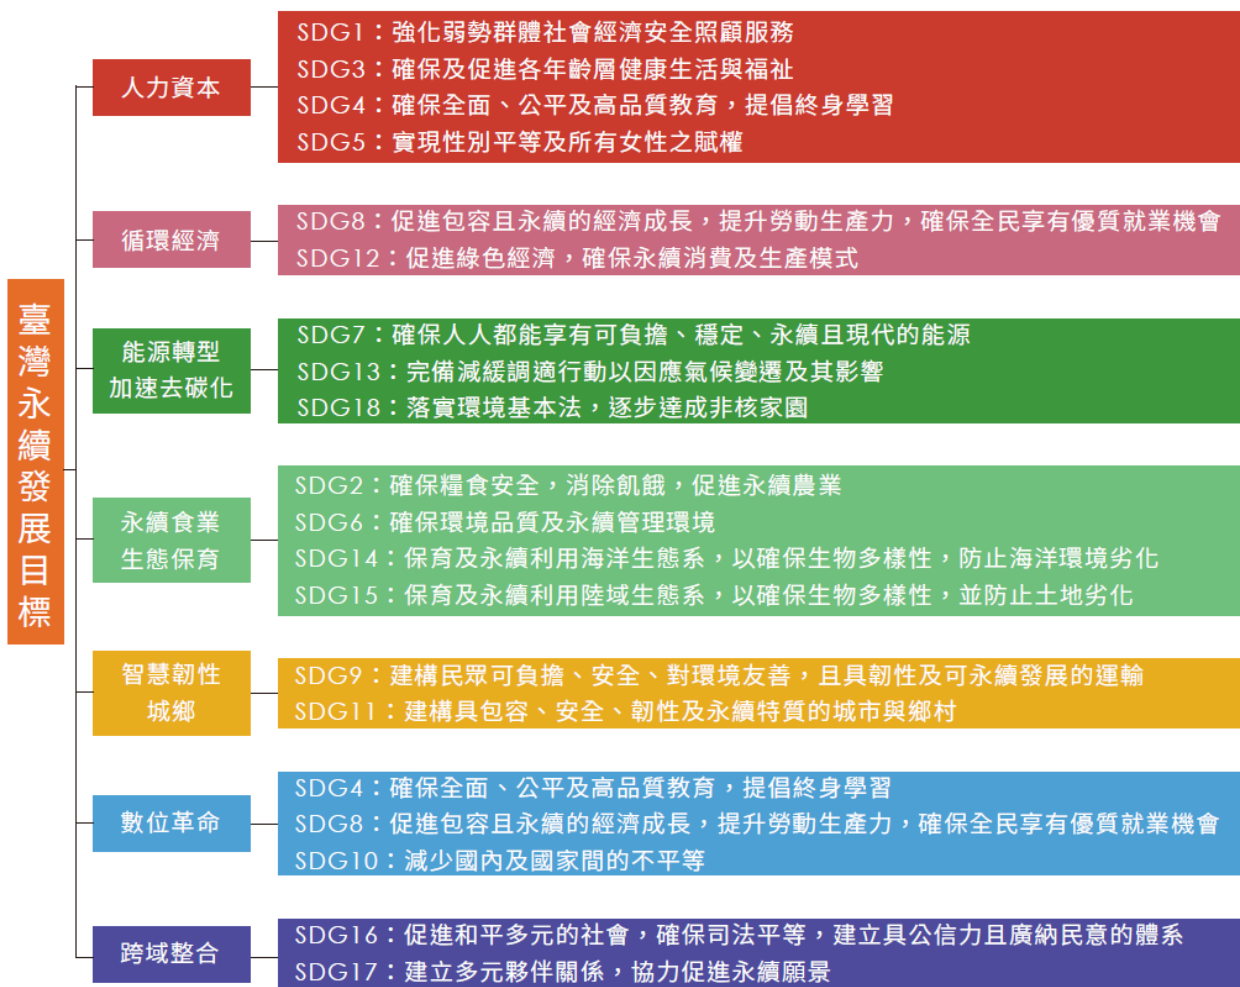 臺灣永續發展目標
人力資本
SDG1：強化弱勢群體社會經濟安全照顧服務
SDG3：確保及促進各年齡層健康生活與福祉
SDG4：確保全面、公平及高品質教育，提倡終身學習
SDG5：實現性別平等及所有女性之賦權
循環經濟
SDG8：促進包容且永續的經濟成長，提升勞動生產力，確保全民享有優質就業機會
SDG12：促進綠色經濟，確保永續消費及生產模式
能源轉型
加速去碳化
SDG7：確保人人都能享有可負擔、穩定、永續且現代的能源
SDG13：完備減緩調適行動以因應氣候變遷及其影響
SDG18：落實環境基本法，逐步達成非核家園
永續食業
生態保育
SDG2：確保糧食安全，消除飢餓，促進永續農業
SDG6：確保環境品質及永續管理環境
SDG14：保育及永續利用海洋生態系，以確保生物多樣性，防止海洋環境劣化
SDG15：保育及永續利用陸域生態系，以確保生物多樣性，並防止土地劣化
智慧韌性
城鄉
SDG9：建構民眾可負擔、安全、對環境友善，且具韌性及可永續發展的運輸
SDG11：建構具包容、安全、韌性及永續特質的城市與鄉村
數位革命
SDG4：確保全面、公平及高品質教育，提倡終身學習
SDG8：促進包容且永續的經濟成長，提升勞動生產力，確保全民享有優質就業機會
SDG10：減少國內及國家間的不平等
跨域整合
SDG16：促進和平多元的社會，確保司法平等，建立具公信力且廣納民意的體系
SDG17：建立多元夥伴關係，協力促進永續願景